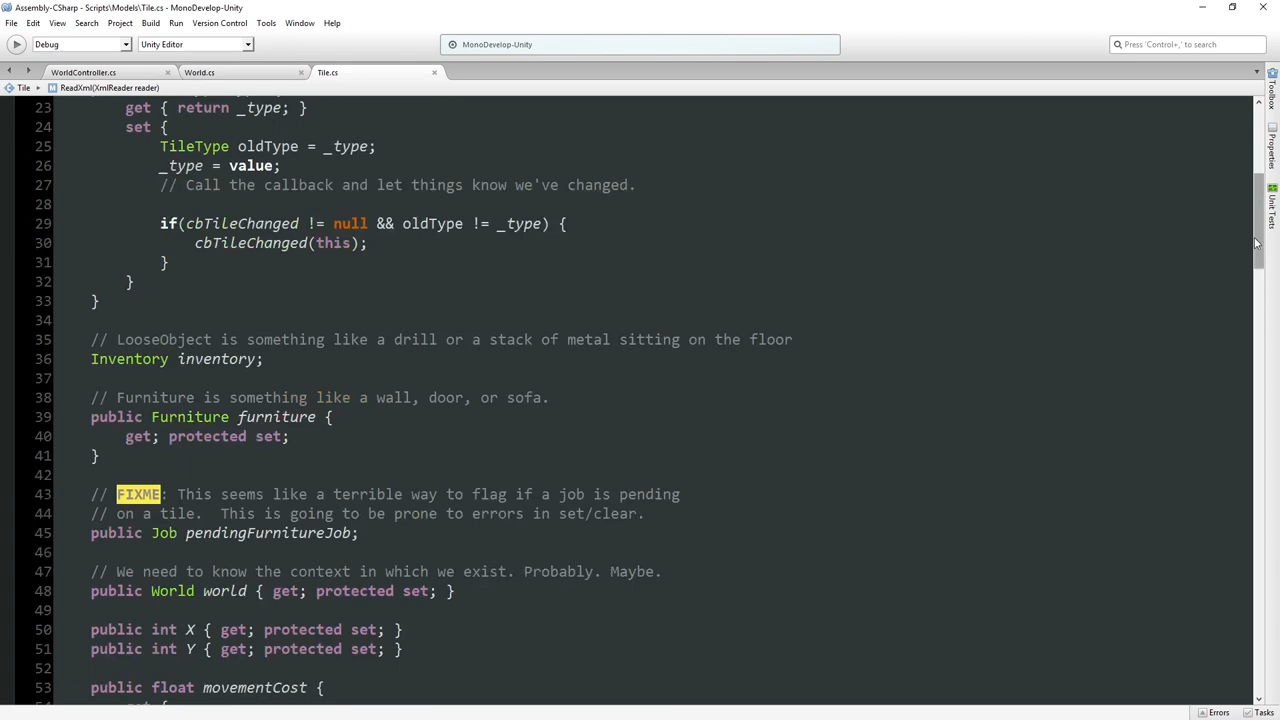 Assembly-CSharp - Scripts\Models\Tile.cs - MonoDevelop-Unity
File Edit View Search Project Build Run Version Control Tools Window Help
Debug Unity Editor MonoDevelop-Unity Press 'Control+,' to search
WorldController.cs World.cs Tile.cs
Tile ReadXml(XmlReader reader)
23 get { return _type; }
24 set {
25 TileType oldType = _type;
26 _type = value;
27 // Call the callback and let things know we've changed.
28
29 if(cbTileChanged != null && oldType != _type) {
30 cbTileChanged(this);
31 }
32 }
33 }
34
35 // LooseObject is something like a drill or a stack of metal sitting on the floor
36 Inventory inventory;
37
38 // Furniture is something like a wall, door, or sofa.
39 public Furniture furniture {
40 get; protected set;
41 }
42
43 // FIXME: This seems like a terrible way to flag if a job is pending
44 // on a tile.  This is going to be prone to errors in set/clear.
45 public Job pendingFurnitureJob;
46
47 // We need to know the context in which we exist. Probably. Maybe.
48 public World world { get; protected set; }
49
50 public int X { get; protected set; }
51 public int Y { get; protected set; }
52
53 public float movementCost {
Toolbox
Properties
Unit Tests
Errors Tasks